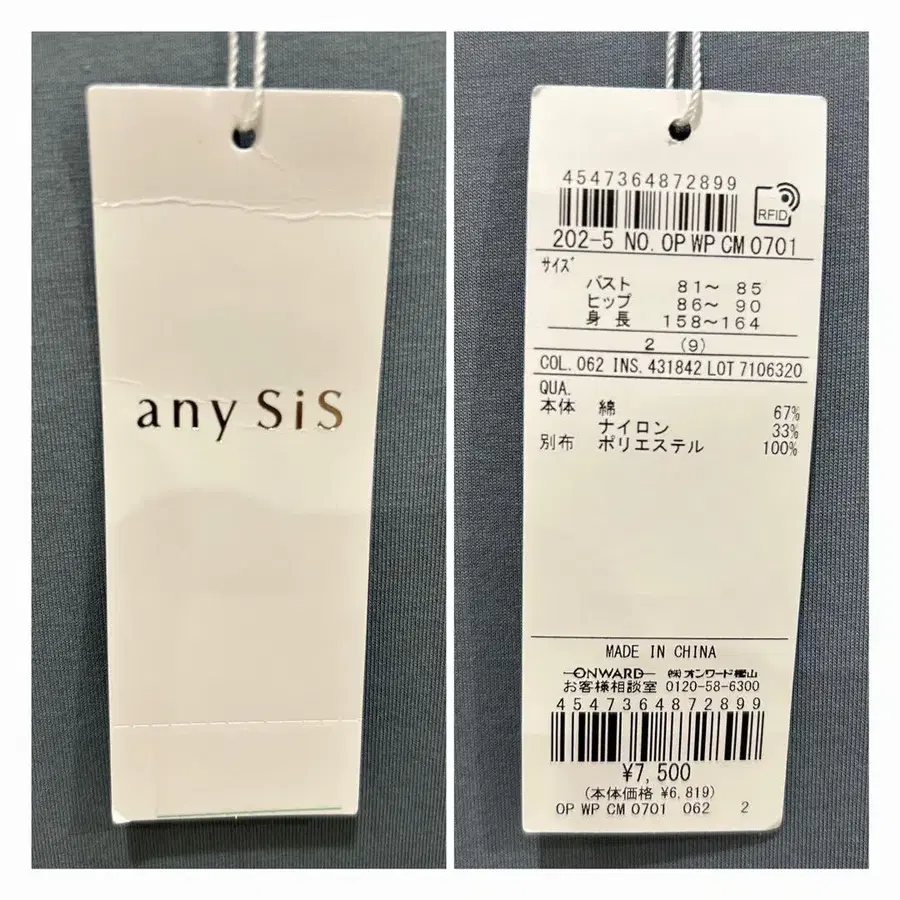 any SiS
4547364872899
RFID
202-5 NO. OP WP CM 0701
サイズ
バスト 81～ 85
ヒップ 86～ 90
身長 158～164
2 (9)
COL. 062 INS. 431842 LOT 7106320
QUA.
本体 綿 67%
ナイロン 33%
別布 ポリエステル 100%
MADE IN CHINA
ONWARD ㈱オンワード樫山
お客様相談室 0120-58-6300
4547364872899
¥7,500
(本体価格 ¥6,819)
OP WP CM 0701 062 2